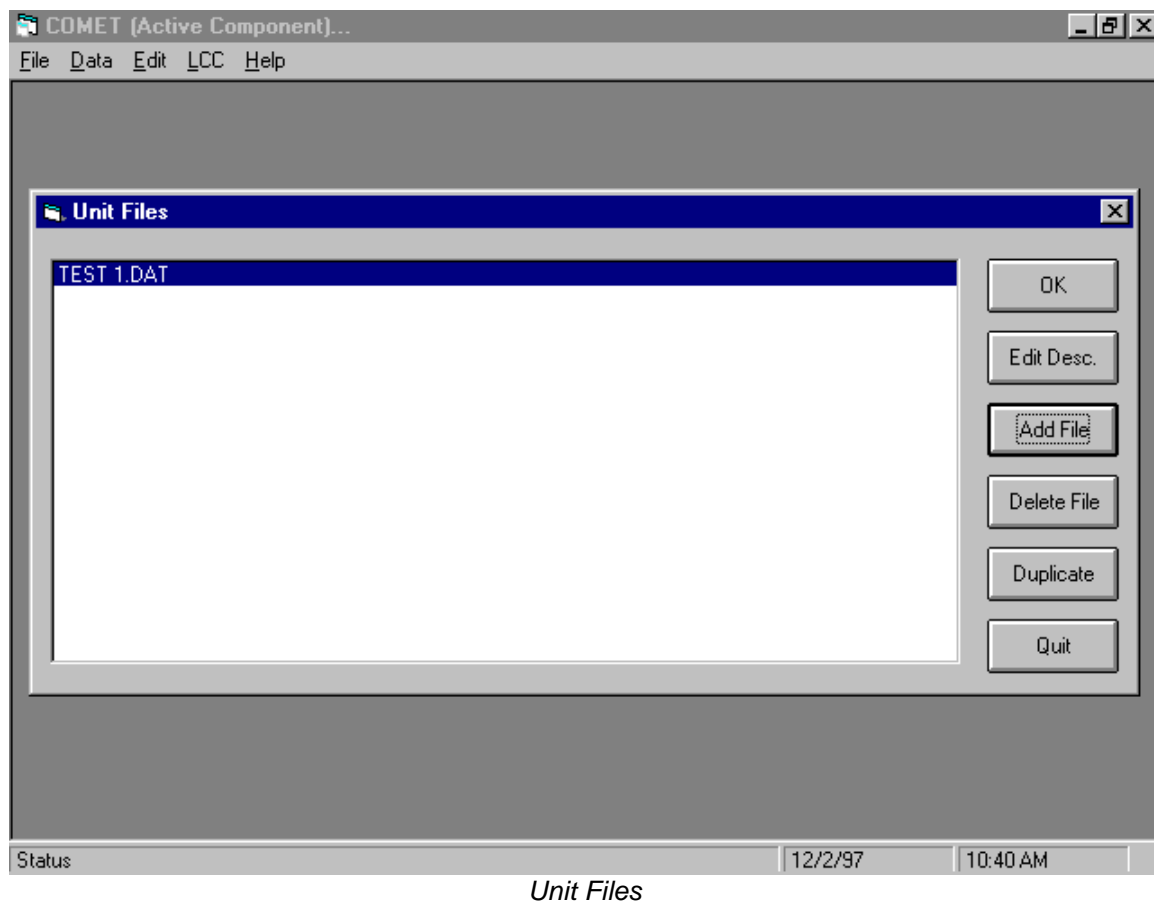 COMET (Active Component)...
File Data Edit LCC Help
Unit Files
TEST 1.DAT
OK
Edit Desc.
Add File
Delete File
Duplicate
Quit
Status 12/2/97 10:40 AM
Unit Files